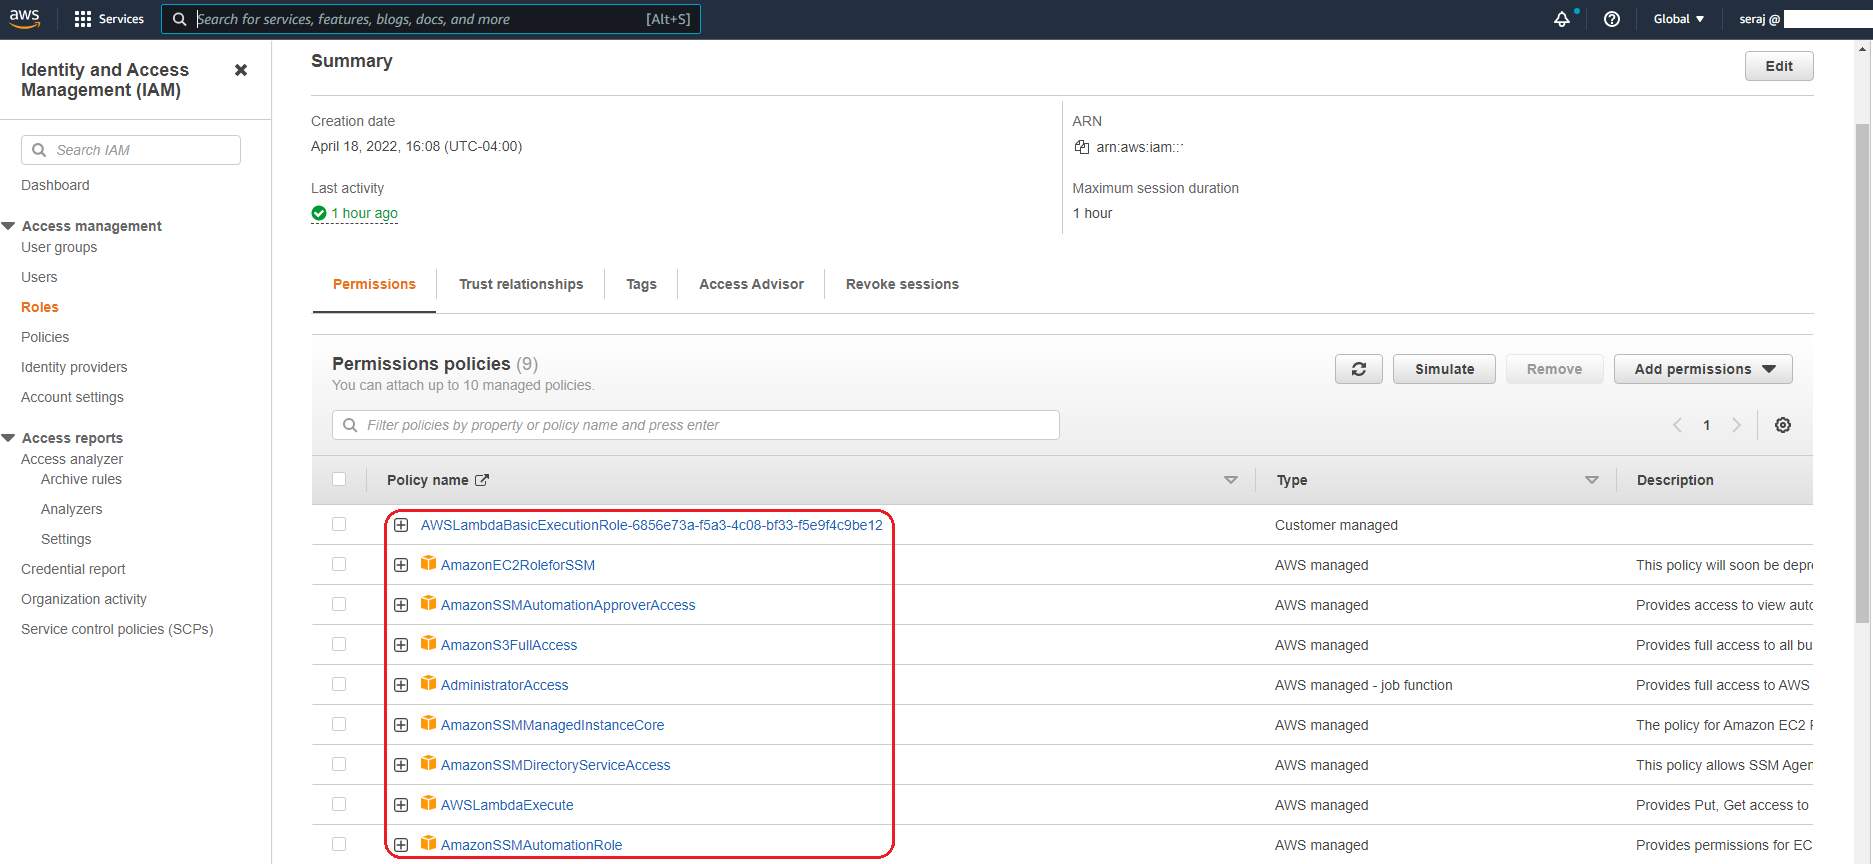 aws
Services
Search for services, features, blogs, docs, and more
[Alt+S]
Global
seraj @
Identity and Access
Management (IAM)
Search IAM
Dashboard
Access management
User groups
Users
Roles
Policies
Identity providers
Account settings
Access reports
Access analyzer
Archive rules
Analyzers
Settings
Credential report
Organization activity
Service control policies (SCPs)
Summary
Edit
Creation date
April 18, 2022, 16:08 (UTC-04:00)
ARN
arn:aws:iam::
Last activity
1 hour ago
Maximum session duration
1 hour
Permissions
Trust relationships
Tags
Access Advisor
Revoke sessions
Permissions policies (9)
You can attach up to 10 managed policies.
Simulate
Remove
Add permissions
Filter policies by property or policy name and press enter
1
Policy name
Type
Description
AWSLambdaBasicExecutionRole-6856e73a-f5a3-4c08-bf33-f5e9f4c9be12
Customer managed
AmazonEC2RoleforSSM
AWS managed
This policy will soon be depre
AmazonSSMAutomationApproverAccess
AWS managed
Provides access to view auto
AmazonS3FullAccess
AWS managed
Provides full access to all bu
AdministratorAccess
AWS managed - job function
Provides full access to AWS
AmazonSSMManagedInstanceCore
AWS managed
The policy for Amazon EC2
AmazonSSMDirectoryServiceAccess
AWS managed
This policy allows SSM Agen
AWSLambdaExecute
AWS managed
Provides Put, Get access to
AmazonSSMAutomationRole
AWS managed
Provides permissions for EC